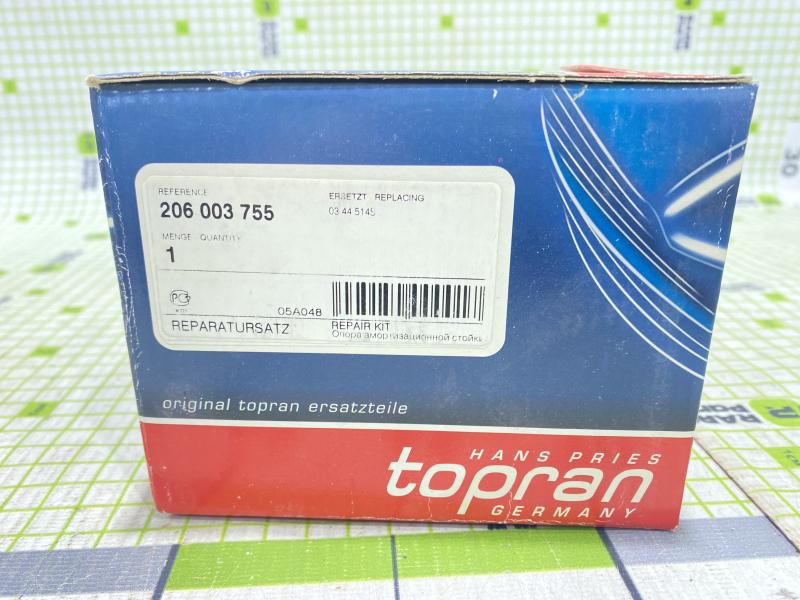 REFERENCE
206 003 755
ERSETZT REPLACING
03 44 514S
MENGE QUANTITY
1
05A048
REPARATURSATZ
REPAIR KIT
Опора амортизационной стойки
original topran ersatzteile
HANS PRIES
topran
GERMANY